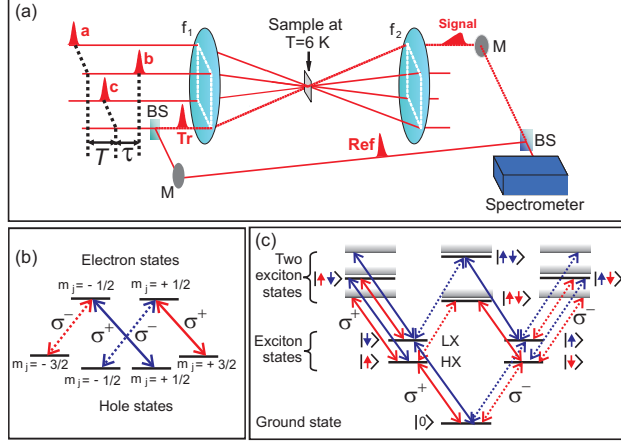 (a)
a
f₁
Sample at
T=6 K
f₂
Signal
M
b
c
BS
Tr
T
τ
M
Ref
BS
Spectrometer
(b)
Electron states
mⱼ= - 1/2
mⱼ= + 1/2
σ⁻
σ⁺
σ⁻
σ⁺
mⱼ= - 3/2
mⱼ= + 3/2
mⱼ= - 1/2
mⱼ= + 1/2
Hole states
(c)
Two
exciton
states
|↑↓>
|↑↓>
|↑↓>
|↑↓>
σ⁺
σ⁻
Exciton
states
|↓>
LX
|↑>
|↑>
HX
|↓>
σ⁺
σ⁻
Ground state
|0>